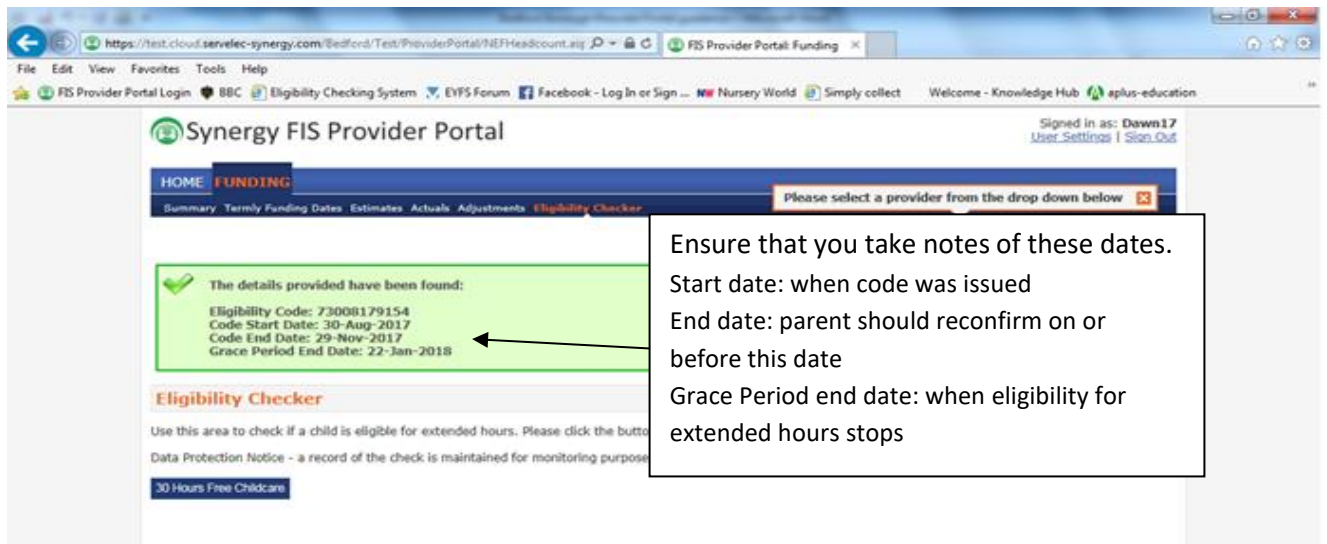 https://test.cloud.servelec-synergy.com/Bedford/Test/ProviderPortal/NEFHeadcount.asp
FIS Provider Portal: Funding
File Edit View Favorites Tools Help
FIS Provider Portal Login BBC Eligibility Checking System EYFS Forum Facebook - Log In or Sign ... Nursery World Simply collect Welcome - Knowledge Hub aplus-education
Synergy FIS Provider Portal
Signed in as: Dawn17
User Settings | Sign Out
HOME FUNDING
Summary Termly Funding Dates Estimates Actuals Adjustments Eligibility Checker
Please select a provider from the drop down below
The details provided have been found:
Eligibility Code: 73008179154
Code Start Date: 30-Aug-2017
Code End Date: 29-Nov-2017
Grace Period End Date: 22-Jan-2018
Ensure that you take notes of these dates.
Start date: when code was issued
End date: parent should reconfirm on or
before this date
Grace Period end date: when eligibility for
extended hours stops
Eligibility Checker
Use this area to check if a child is eligible for extended hours. Please click the butto
Data Protection Notice - a record of the check is maintained for monitoring purpose
30 Hours Free Childcare